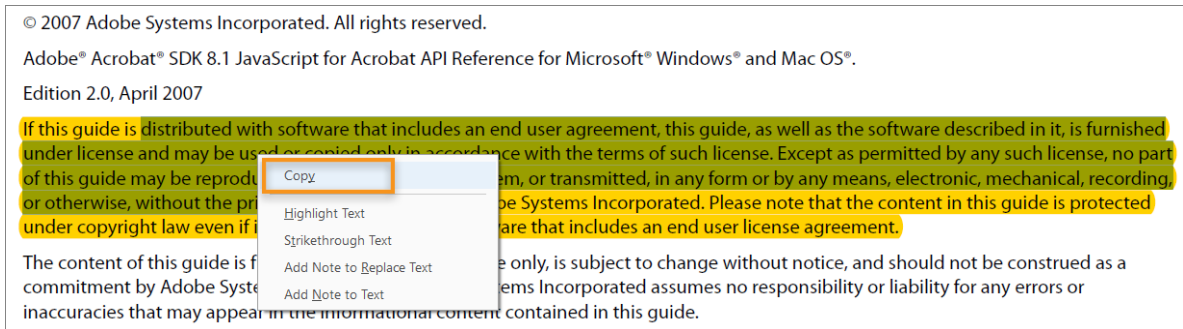 © 2007 Adobe Systems Incorporated. All rights reserved.
Adobe® Acrobat® SDK 8.1 JavaScript for Acrobat API Reference for Microsoft® Windows® and Mac OS®.
Edition 2.0, April 2007
If this guide is distributed with software that includes an end user agreement, this guide, as well as the software described in it, is furnished
under license and may be used or copied only in accordance with the terms of such license. Except as permitted by any such license, no part
of this guide may be reprodu em, or transmitted, in any form or by any means, electronic, mechanical, recording,
or otherwise, without the pri be Systems Incorporated. Please note that the content in this guide is protected
under copyright law even if i are that includes an end user license agreement.
The content of this guide is f e only, is subject to change without notice, and should not be construed as a
commitment by Adobe Syste ems Incorporated assumes no responsibility or liability for any errors or
inaccuracies that may appear in the informational content contained in this guide.
Copy
Highlight Text
Strikethrough Text
Add Note to Replace Text
Add Note to Text